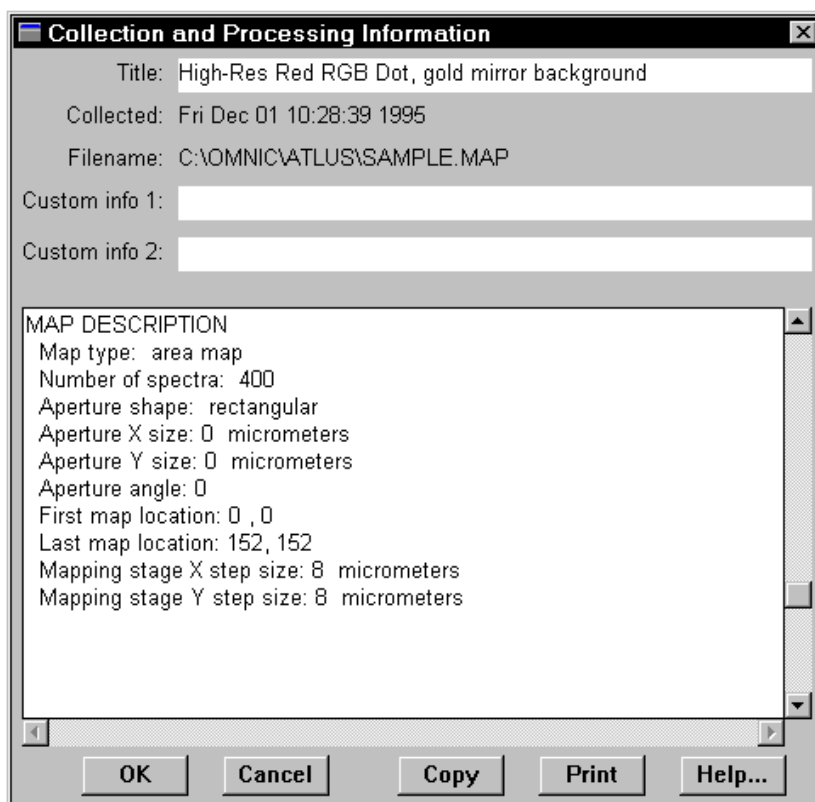 Collection and Processing Information
Title: High-Res Red RGB Dot, gold mirror background
Collected: Fri Dec 01 10:28:39 1995
Filename: C:\OMNIC\ATLUS\SAMPLE.MAP
Custom info 1:
Custom info 2:
MAP DESCRIPTION
Map type: area map
Number of spectra: 400
Aperture shape: rectangular
Aperture X size: 0 micrometers
Aperture Y size: 0 micrometers
Aperture angle: 0
First map location: 0 , 0
Last map location: 152, 152
Mapping stage X step size: 8 micrometers
Mapping stage Y step size: 8 micrometers
OK Cancel Copy Print Help...